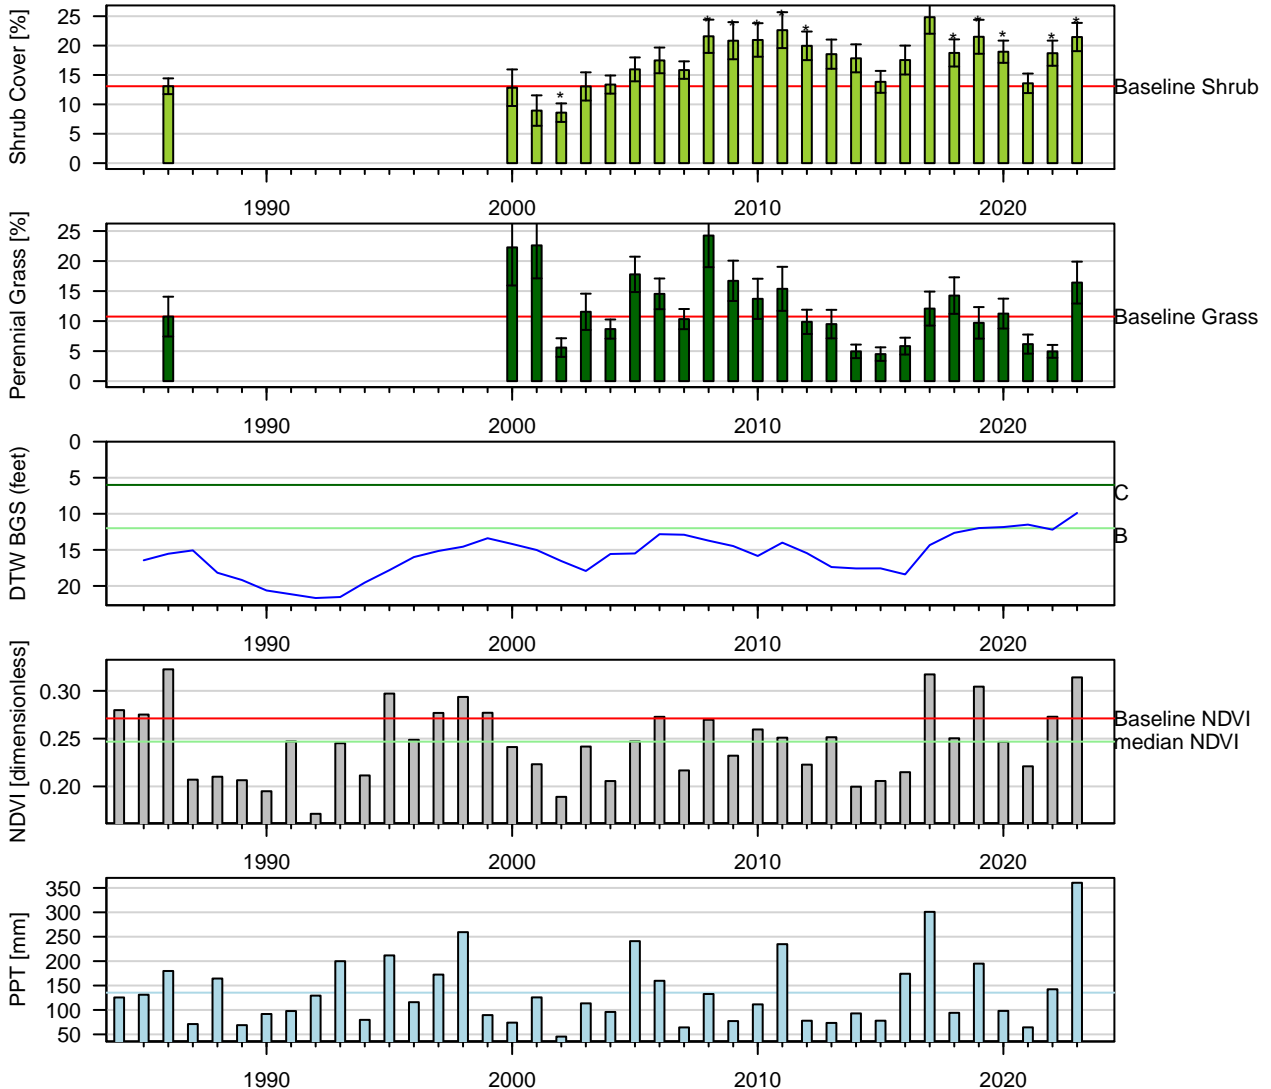 Shrub Cover [%]
25
20
15
10
5
0
* * * * * * * * * * *
Baseline Shrub
1990 2000 2010 2020
Perennial Grass [%]
25
20
15
10
5
0
Baseline Grass
1990 2000 2010 2020
DTW BGS (feet)
0
5
10
15
20
C
B
1990 2000 2010 2020
NDVI [dimensionless]
0.30
0.25
0.20
Baseline NDVI
median NDVI
1990 2000 2010 2020
PPT [mm]
350
300
250
200
150
100
50
1990 2000 2010 2020